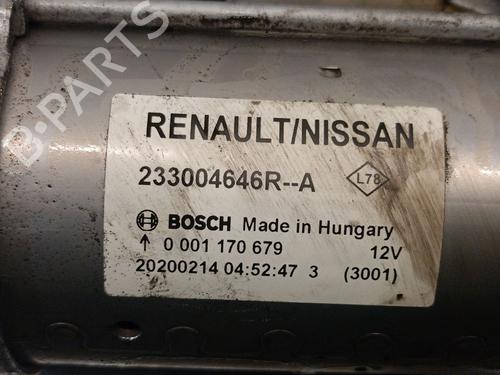 B-PARTS
RENAULT/NISSAN
233004646R--A
L78
BOSCH Made in Hungary
↑ 0 001 170 679 12V
20200214 04:52:47 3 (3001)